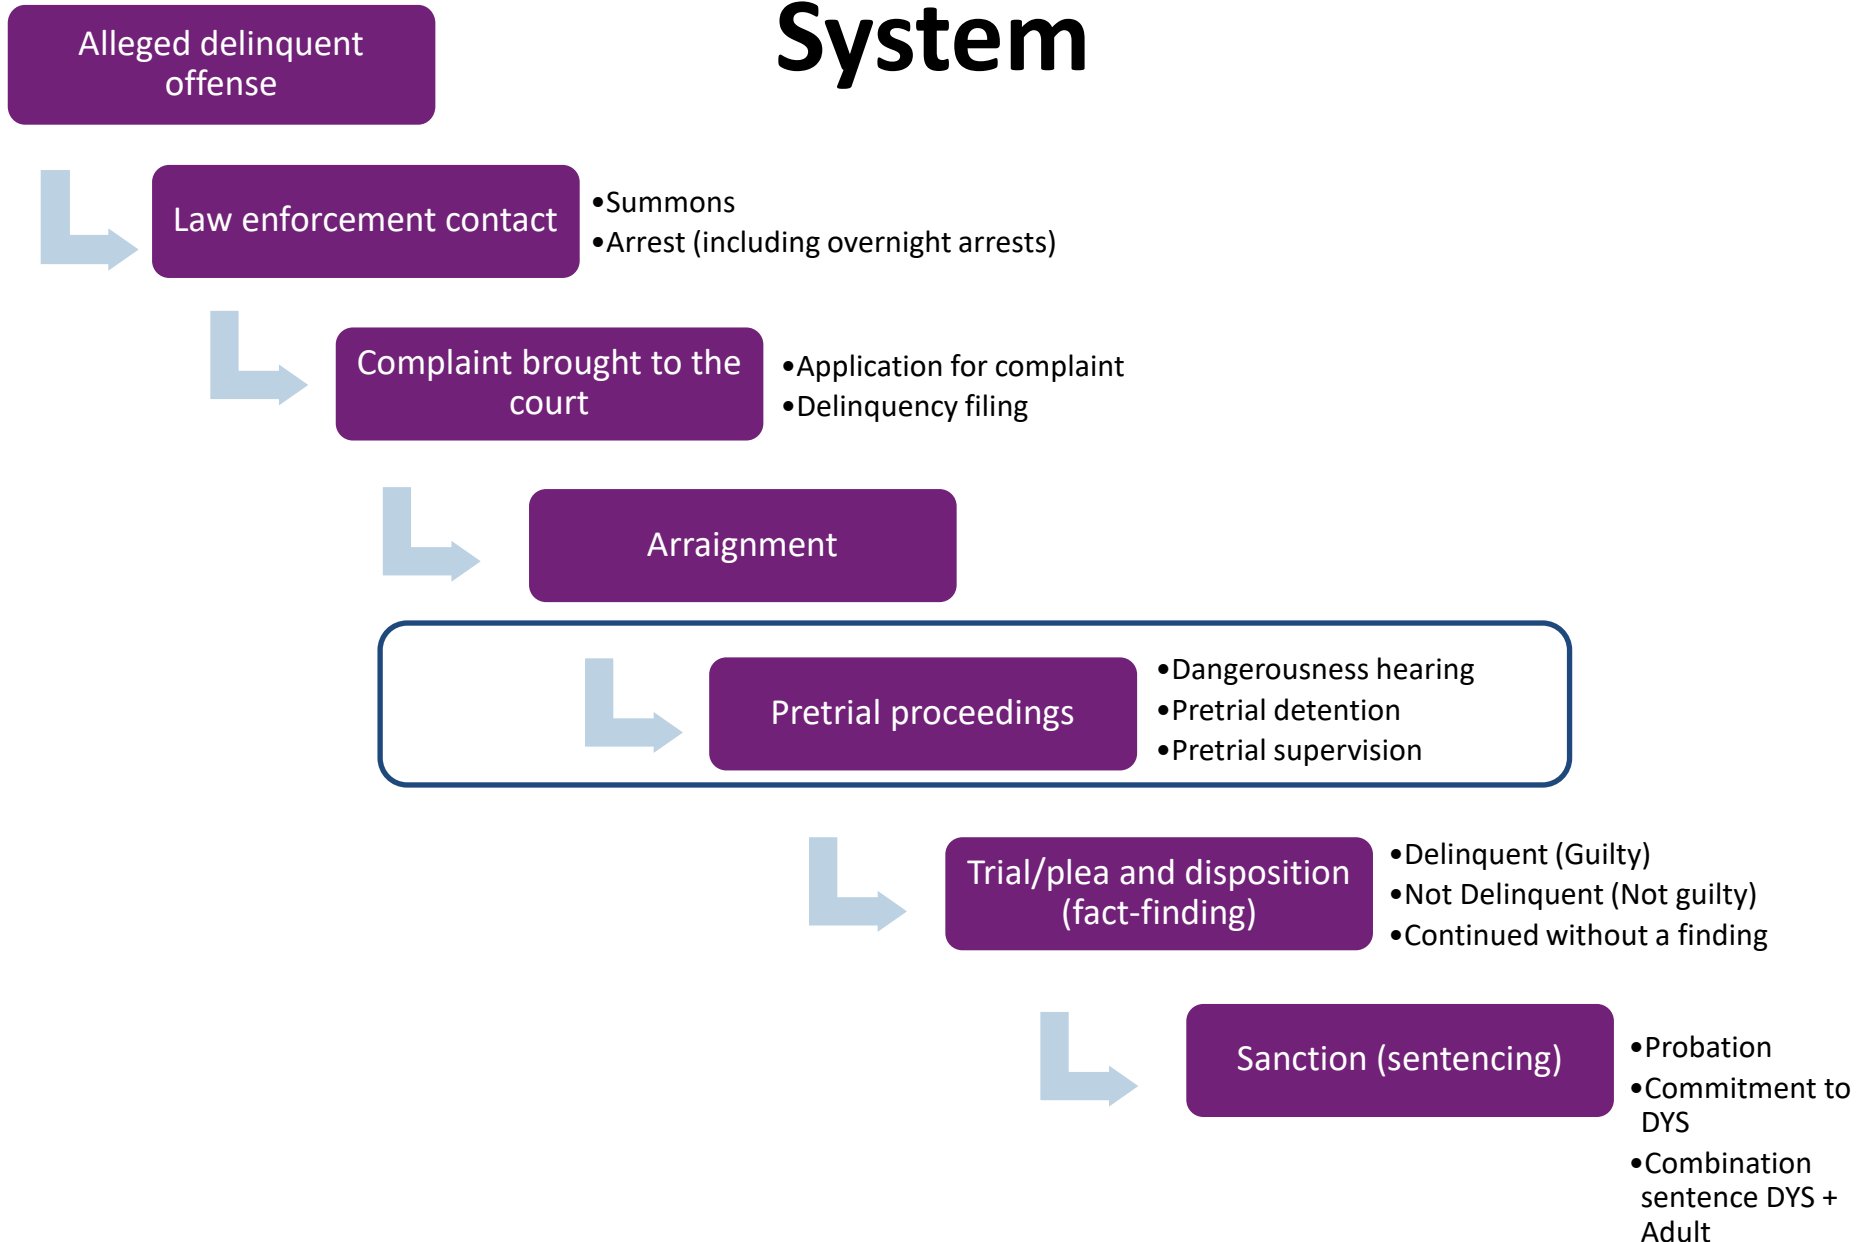 System
Alleged delinquent
offense
Law enforcement contact
•Summons
•Arrest (including overnight arrests)
Complaint brought to the
court
•Application for complaint
•Delinquency filing
Arraignment
Pretrial proceedings
•Dangerousness hearing
•Pretrial detention
•Pretrial supervision
Trial/plea and disposition
(fact-finding)
•Delinquent (Guilty)
•Not Delinquent (Not guilty)
•Continued without a finding
Sanction (sentencing)
•Probation
•Commitment to
DYS
•Combination
sentence DYS +
Adult